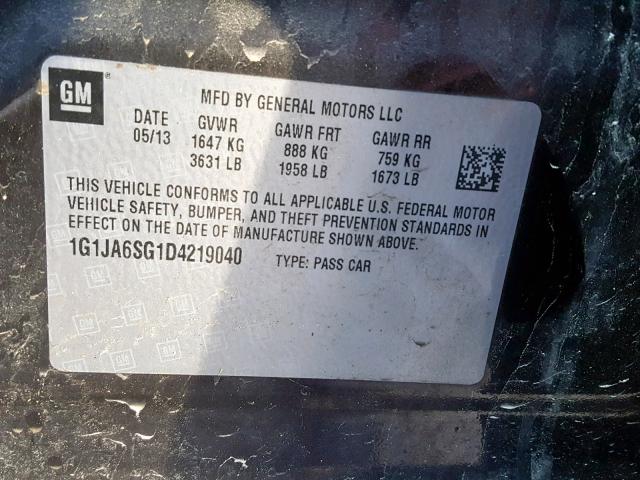 GM ®
MFD BY GENERAL MOTORS LLC
DATE GVWR GAWR FRT GAWR RR
05/13 1647 KG 888 KG 759 KG
3631 LB 1958 LB 1673 LB
THIS VEHICLE CONFORMS TO ALL APPLICABLE U.S. FEDERAL MOTOR
VEHICLE SAFETY, BUMPER, AND THEFT PREVENTION STANDARDS IN
EFFECT ON THE DATE OF MANUFACTURE SHOWN ABOVE.
1G1JA6SG1D4219040 TYPE: PASS CAR